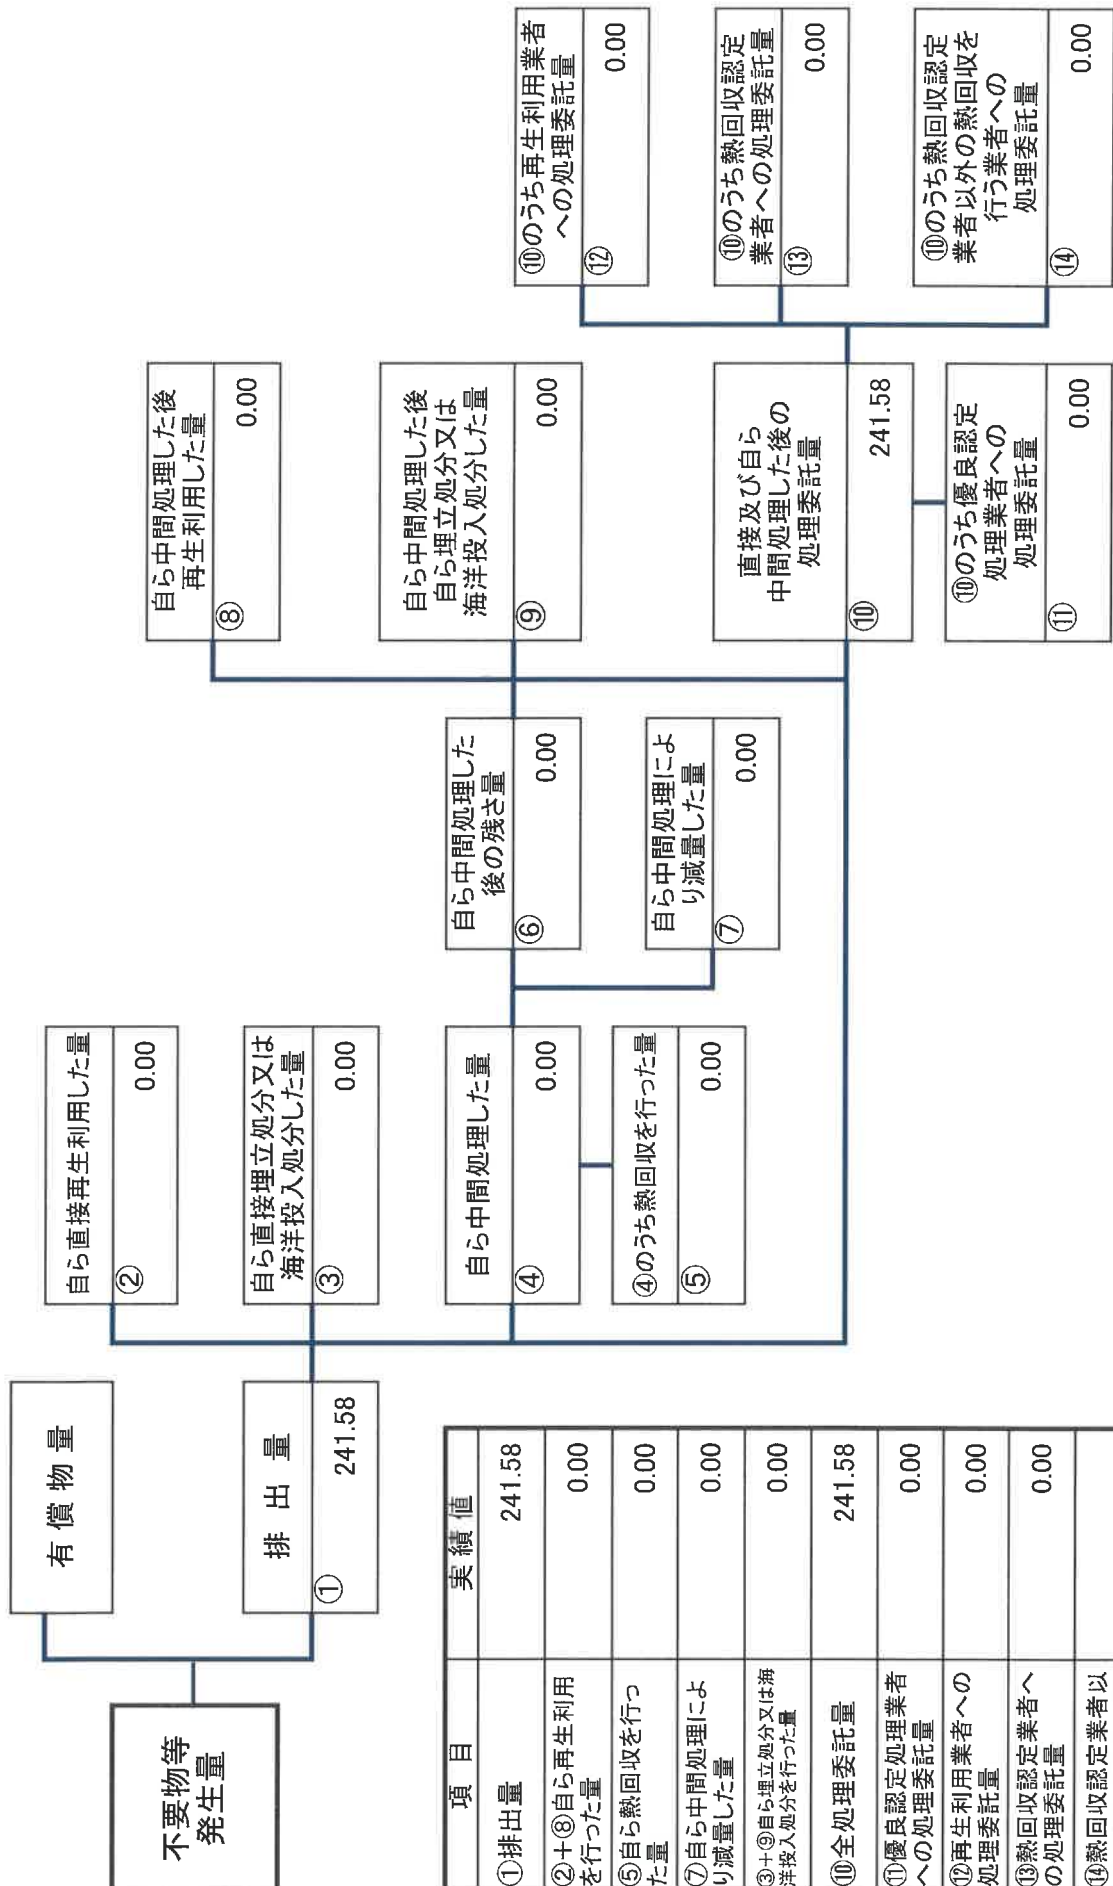 不要物等
発生量
有償物量
排出量
①
241.58
自ら直接再生利用した量
②
0.00
自ら直接埋立処分又は
海洋投入処分した量
③
0.00
自ら中間処理した量
④
0.00
④のうち熱回収を行った量
⑤
0.00
自ら中間処理した
後の残さ量
⑥
0.00
自ら中間処理によ
り減量した量
⑦
0.00
自ら中間処理した後
再生利用した量
⑧
0.00
自ら中間処理した後
自ら埋立処分又は
海洋投入処分した量
⑨
0.00
直接及び自ら
中間処理した後の
処理委託量
⑩
241.58
⑩のうち優良認定
処理業者への
処理委託量
⑪
0.00
⑩のうち再生利用業者
への処理委託量
⑫
0.00
⑩のうち熱回収認定
業者への処理委託量
⑬
0.00
⑩のうち熱回収認定
業者以外の熱回収を
行う業者への
処理委託量
⑭
0.00
項目 実績値
①排出量 241.58
②+⑧自ら再生利用
を行った量
0.00
⑤自ら熱回収を行っ
た量
0.00
⑦自ら中間処理によ
り減量した量
0.00
③+⑨自ら埋立処分又は海
洋投入処分を行った量
0.00
⑩全処理委託量 241.58
⑪優良認定処理業者
への処理委託量
0.00
⑫再生利用業者への
処理委託量
0.00
⑬熱回収認定業者へ
の処理委託量
0.00
⑭熱回収認定業者以